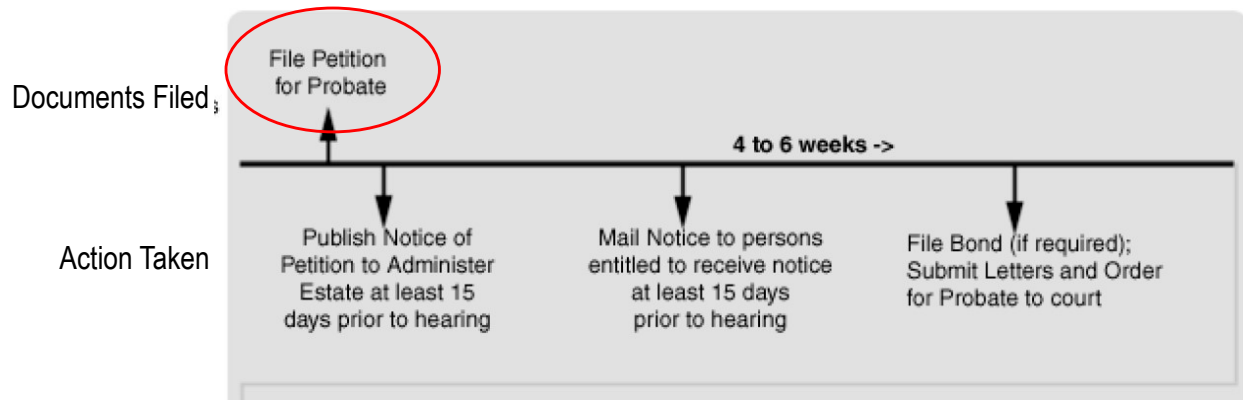 File Petition
for Probate
Documents Filed
s
4 to 6 weeks ->
Action Taken
Publish Notice of
Petition to Administer
Estate at least 15
days prior to hearing
Mail Notice to persons
entitled to receive notice
at least 15 days
prior to hearing
File Bond (if required);
Submit Letters and Order
for Probate to court